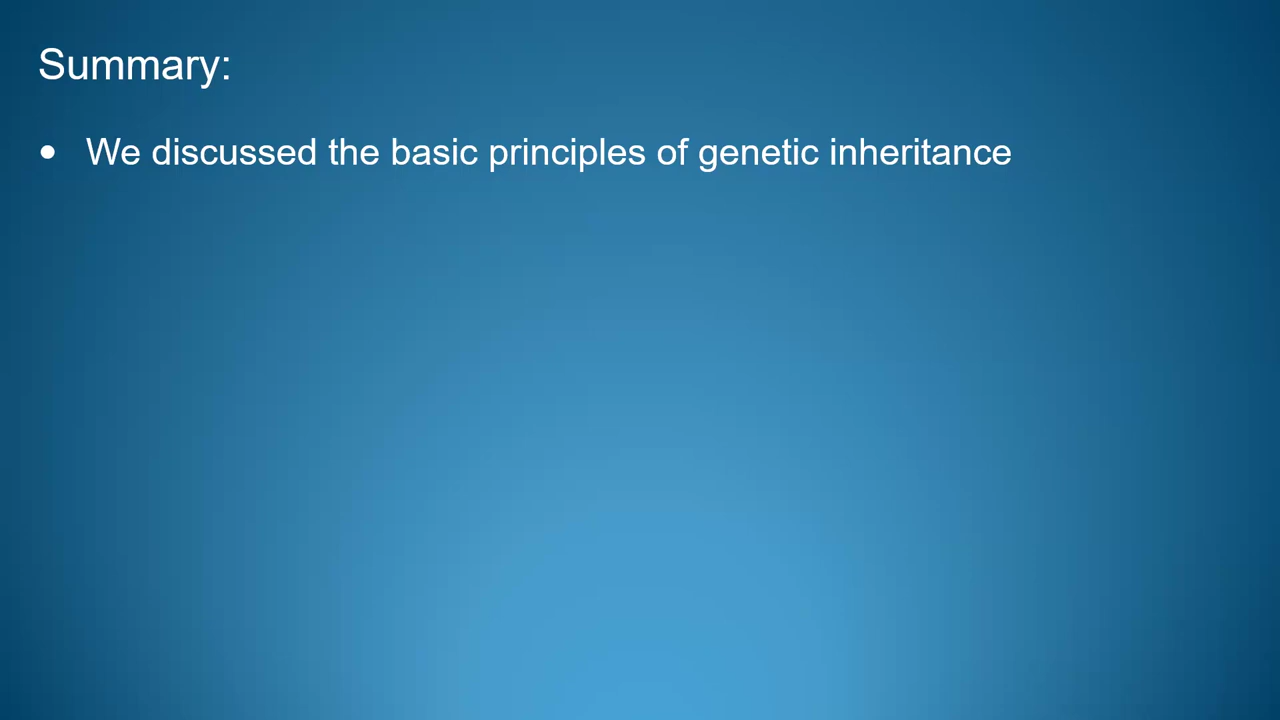 Summary:
• We discussed the basic principles of genetic inheritance